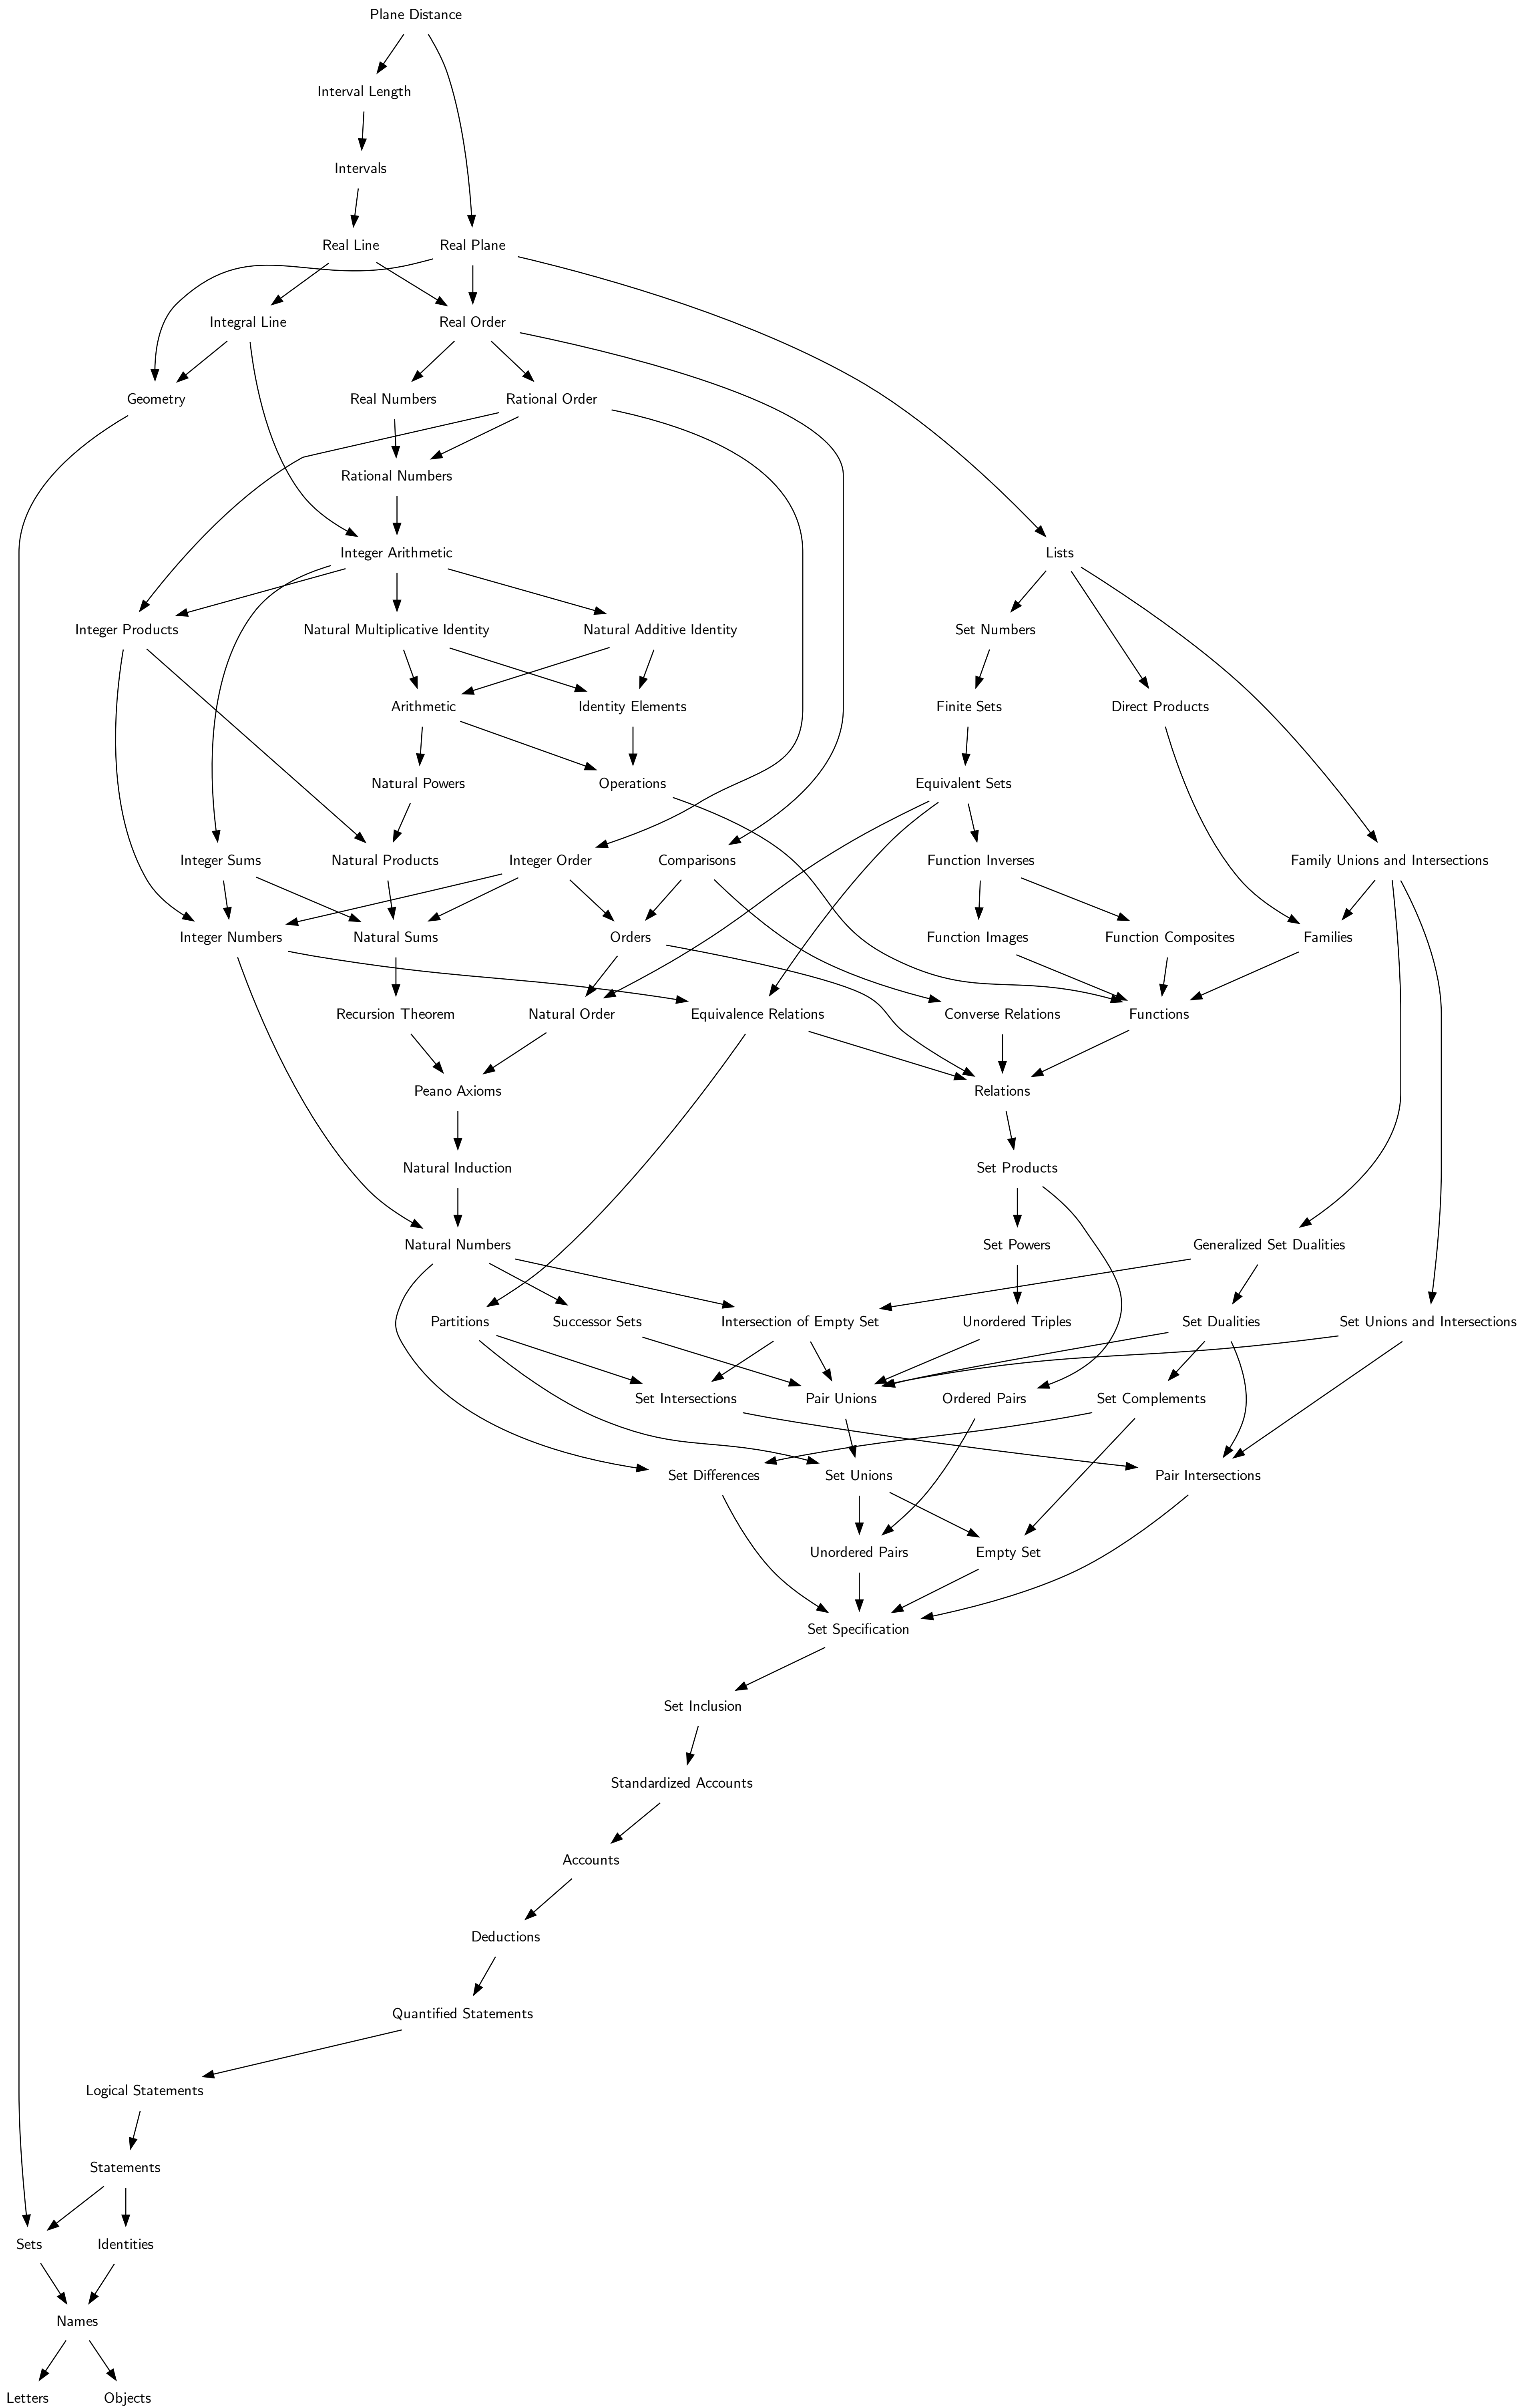 Plane Distance
Interval Length
Intervals
Real Line
Real Plane
Integral Line
Real Order
Geometry
Real Numbers
Rational Order
Rational Numbers
Integer Arithmetic
Lists
Integer Products
Natural Multiplicative Identity
Natural Additive Identity
Set Numbers
Arithmetic
Identity Elements
Finite Sets
Direct Products
Natural Powers
Operations
Equivalent Sets
Integer Sums
Natural Products
Integer Order
Comparisons
Function Inverses
Family Unions and Intersections
Integer Numbers
Natural Sums
Orders
Function Images
Function Composites
Families
Recursion Theorem
Natural Order
Equivalence Relations
Converse Relations
Functions
Peano Axioms
Relations
Natural Induction
Set Products
Natural Numbers
Set Powers
Generalized Set Dualities
Partitions
Successor Sets
Intersection of Empty Set
Unordered Triples
Set Dualities
Set Unions and Intersections
Set Intersections
Pair Unions
Ordered Pairs
Set Complements
Set Differences
Set Unions
Pair Intersections
Unordered Pairs
Empty Set
Set Specification
Set Inclusion
Standardized Accounts
Accounts
Deductions
Quantified Statements
Logical Statements
Statements
Sets
Identities
Names
Letters
Objects